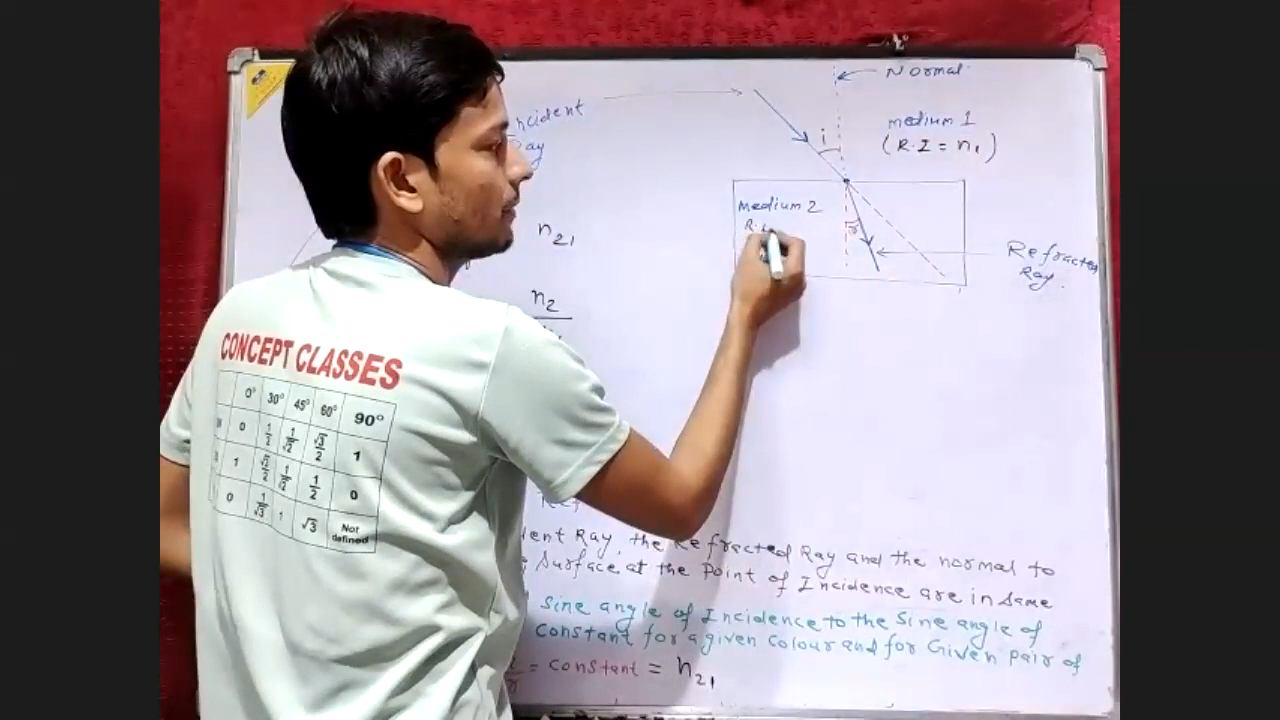 Normal
ncident
Ray
i
medium 1
(R.I = n₁)
medium 2
R.I
r
Refracted
Ray.
n₂₁
n₂
CONCEPT CLASSES
0° 30° 45° 60° 90°
0 1/2 1/√2 √3/2 1
1 √3/2 1/√2 1/2 0
0 1/√3 1 √3 Not defined
dent Ray, the Refracted Ray and the normal to
Surface at the Point of Incidence are in Same
Sine angle of Incidence to the Sine angle of
Constant for a given colour and for Given pair of
i/r = constant = n₂₁